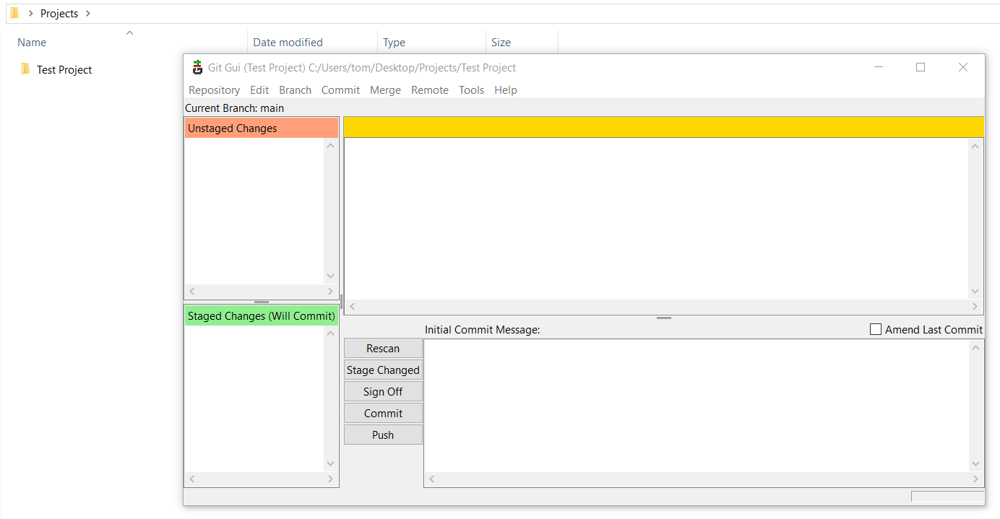 Projects
Name Date modified Type Size
Test Project
Git Gui (Test Project) C:/Users/tom/Desktop/Projects/Test Project
Repository Edit Branch Commit Merge Remote Tools Help
Current Branch: main
Unstaged Changes
Staged Changes (Will Commit)
Initial Commit Message: Amend Last Commit
Rescan
Stage Changed
Sign Off
Commit
Push